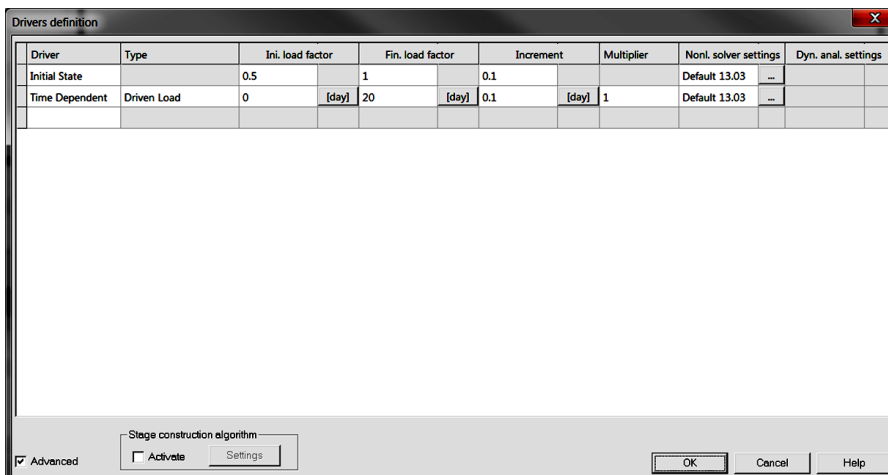 Drivers definition
X
Driver Type Ini. load factor Fin. load factor Increment Multiplier Nonl. solver settings Dyn. anal. settings
Initial State 0.5 1 0.1 Default 13.03 ...
Time Dependent Driven Load 0 [day] 20 [day] 0.1 [day] 1 Default 13.03 ...
Stage construction algorithm
Advanced Activate Settings OK Cancel Help